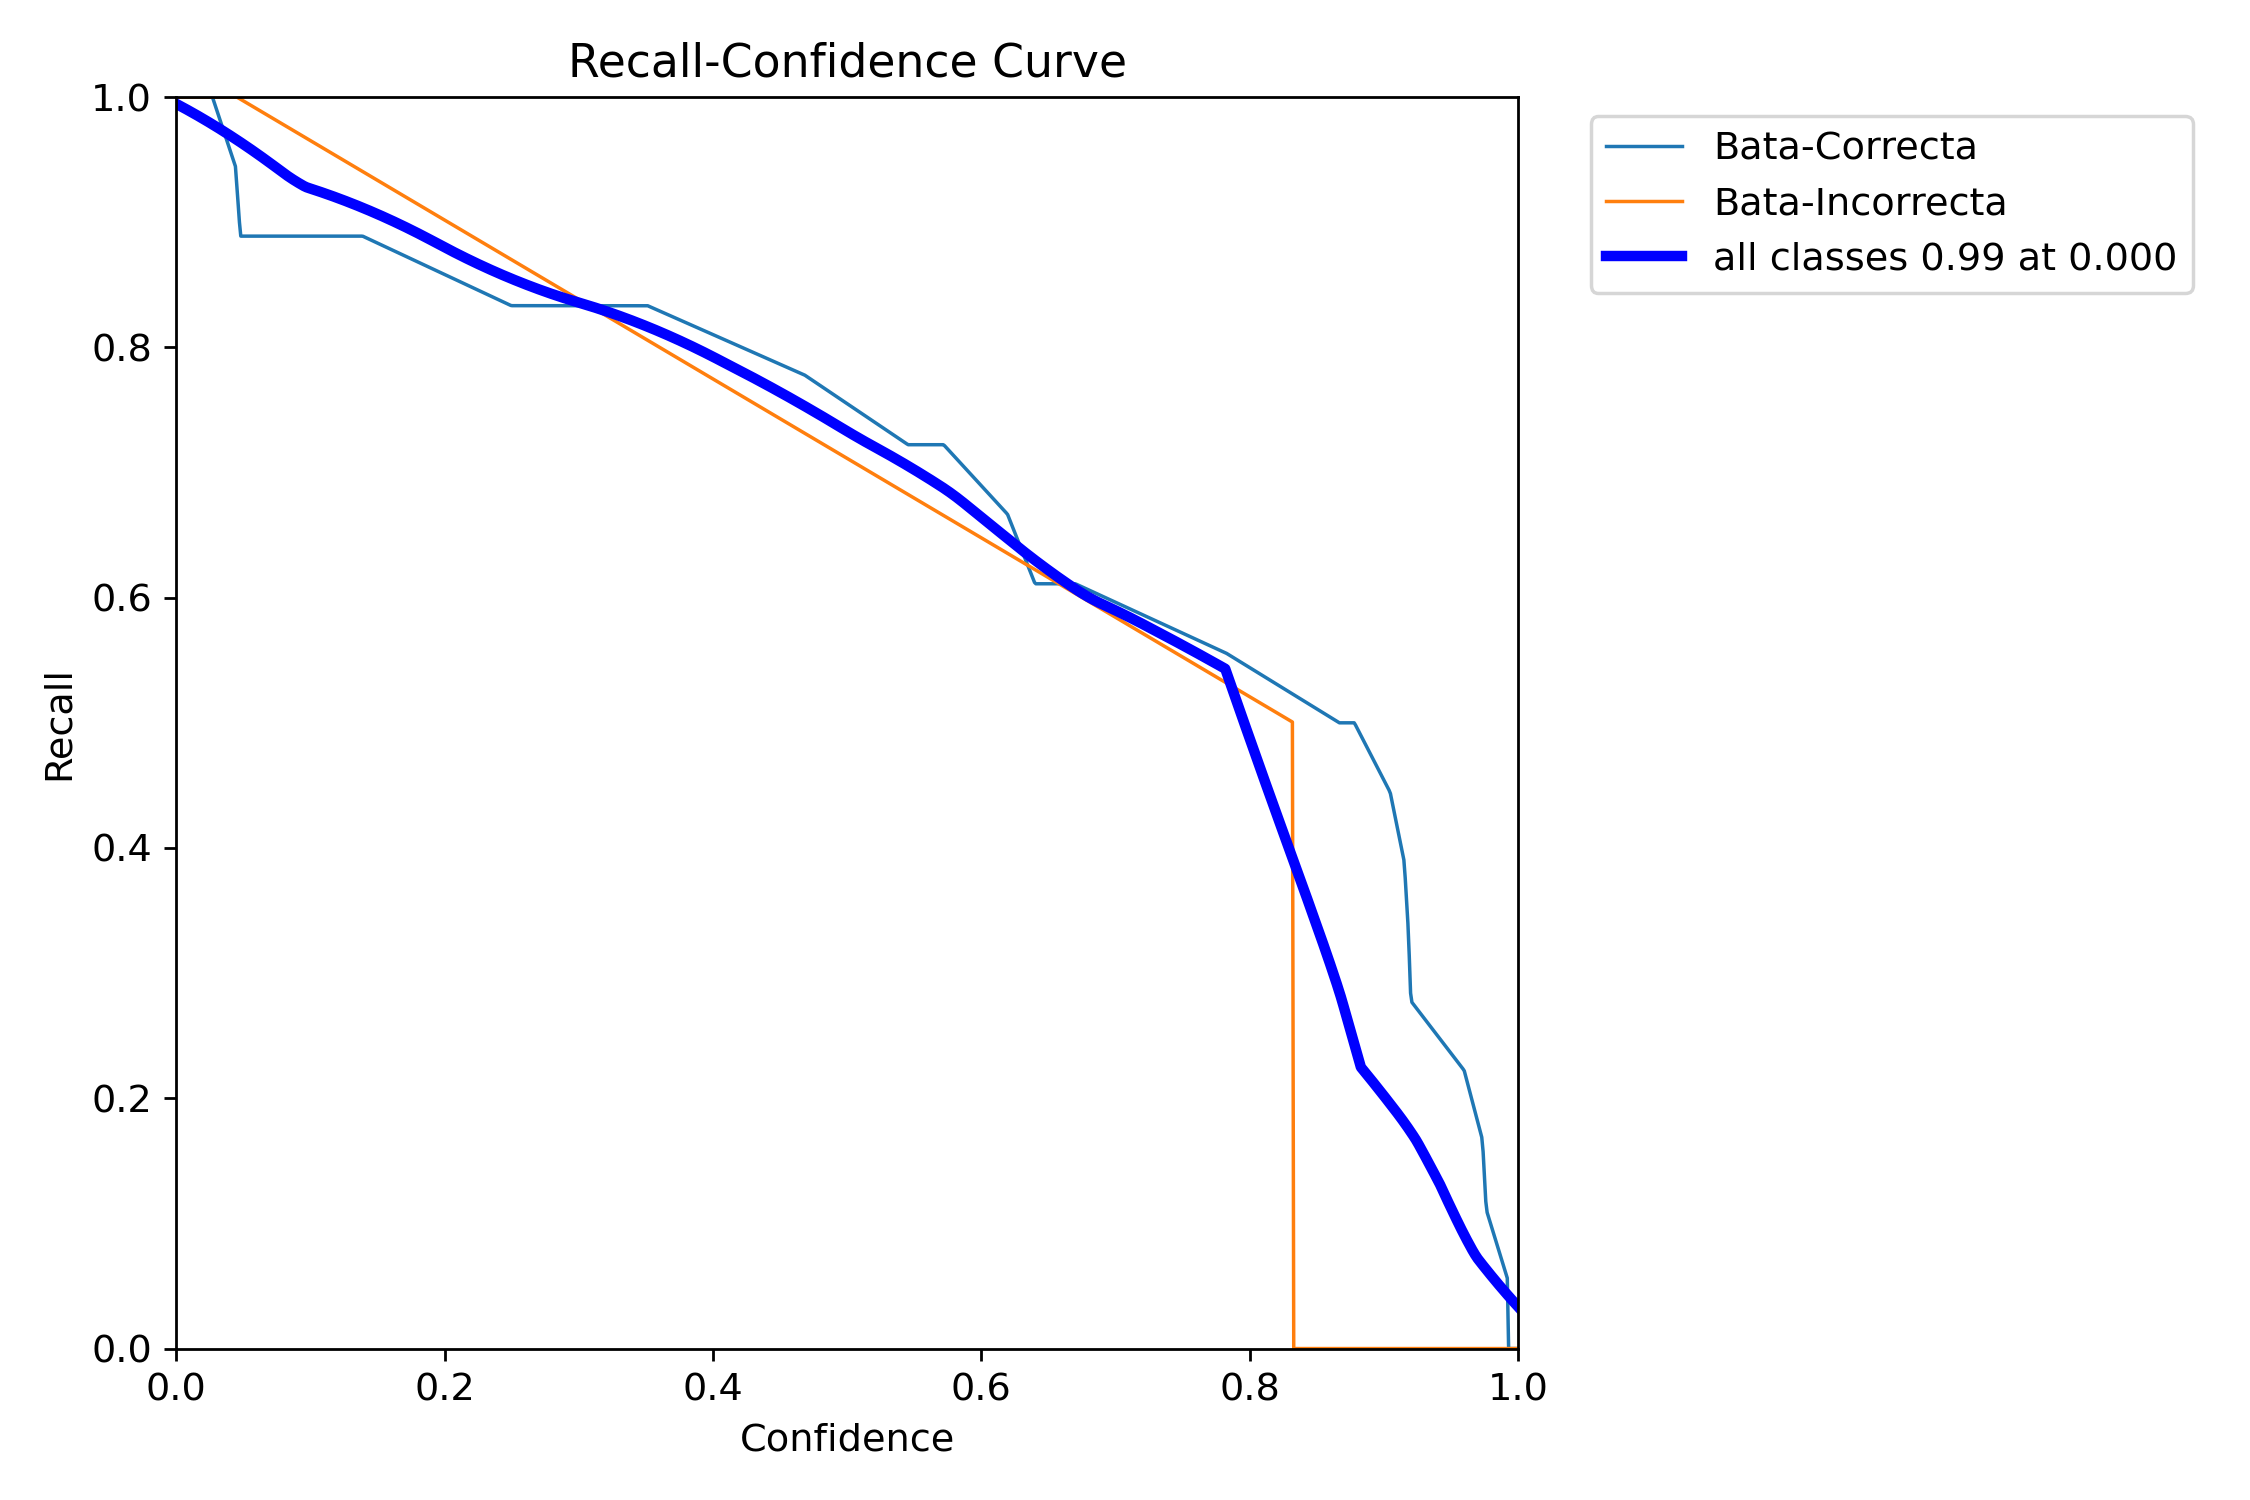 Recall-Confidence Curve
Bata-Correcta
Bata-Incorrecta
all classes 0.99 at 0.000
1.0
0.8
0.6
0.4
0.2
0.0
Recall
0.0 0.2 0.4 0.6 0.8 1.0
Confidence